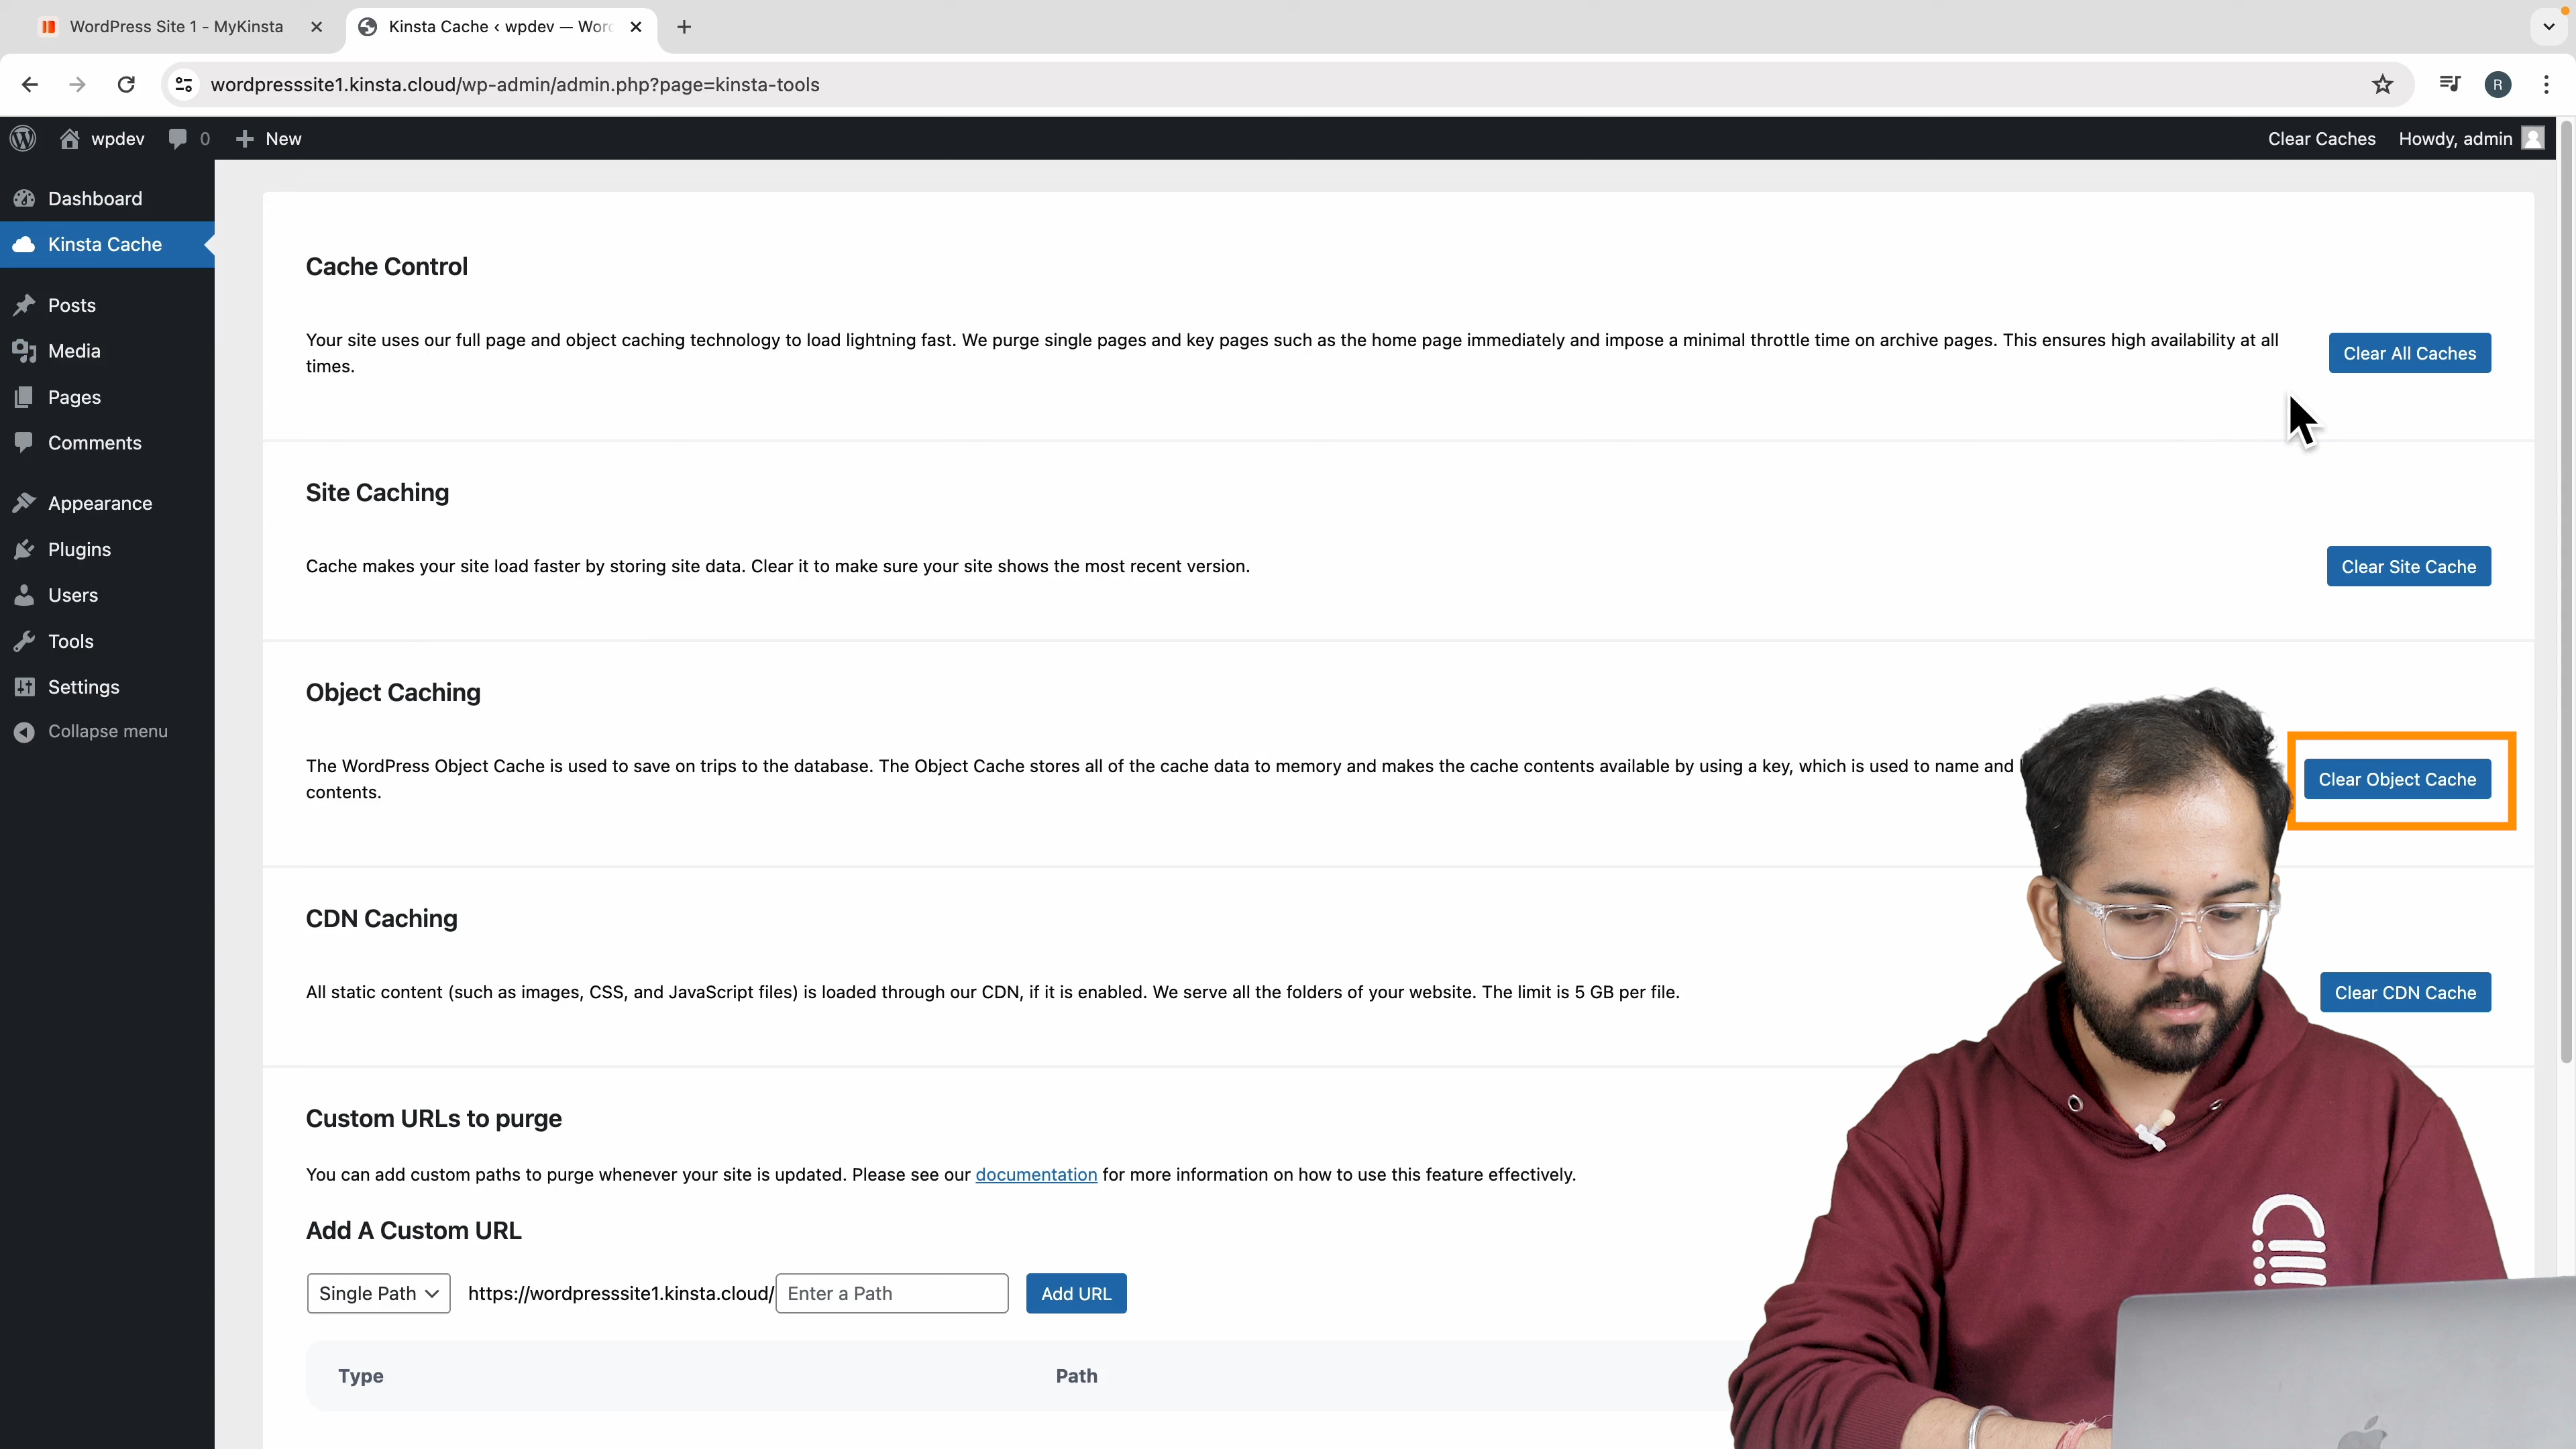 WordPress Site 1 - MyKinsta
Kinsta Cache ‹ wpdev — Worc
wordpresssite1.kinsta.cloud/wp-admin/admin.php?page=kinsta-tools
R
wpdev 0 New Clear Caches Howdy, admin
Dashboard
Kinsta Cache
Posts
Media
Pages
Comments
Appearance
Plugins
Users
Tools
Settings
Collapse menu
Cache Control
Your site uses our full page and object caching technology to load lightning fast. We purge single pages and key pages such as the home page immediately and impose a minimal throttle time on archive pages. This ensures high availability at all
times.
Clear All Caches
Site Caching
Cache makes your site load faster by storing site data. Clear it to make sure your site shows the most recent version.
Clear Site Cache
Object Caching
The WordPress Object Cache is used to save on trips to the database. The Object Cache stores all of the cache data to memory and makes the cache contents available by using a key, which is used to name and
contents.
Clear Object Cache
CDN Caching
All static content (such as images, CSS, and JavaScript files) is loaded through our CDN, if it is enabled. We serve all the folders of your website. The limit is 5 GB per file.
Clear CDN Cache
Custom URLs to purge
You can add custom paths to purge whenever your site is updated. Please see our documentation for more information on how to use this feature effectively.
Add A Custom URL
Single Path https://wordpresssite1.kinsta.cloud/ Enter a Path Add URL
Type Path